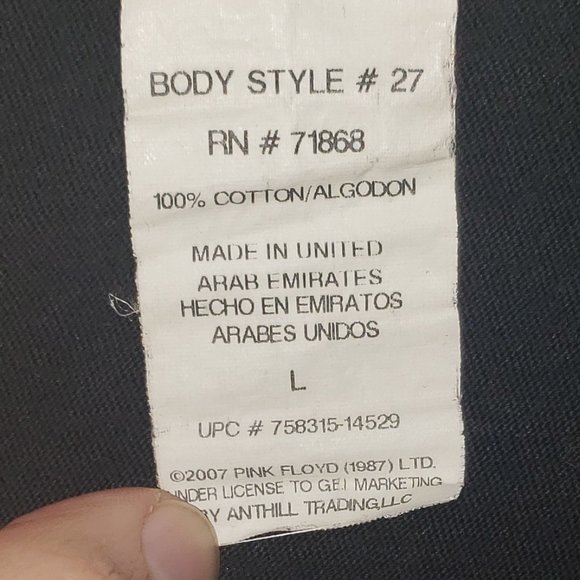 BODY STYLE # 27
RN # 71868
100% COTTON/ALGODON
MADE IN UNITED
ARAB EMIRATES
HECHO EN EMIRATOS
ARABES UNIDOS
L
UPC # 758315-14529
©2007 PINK FLOYD (1987) LTD.
UNDER LICENSE TO GEI MARKETING
BY ANTHILL TRADING,LLC